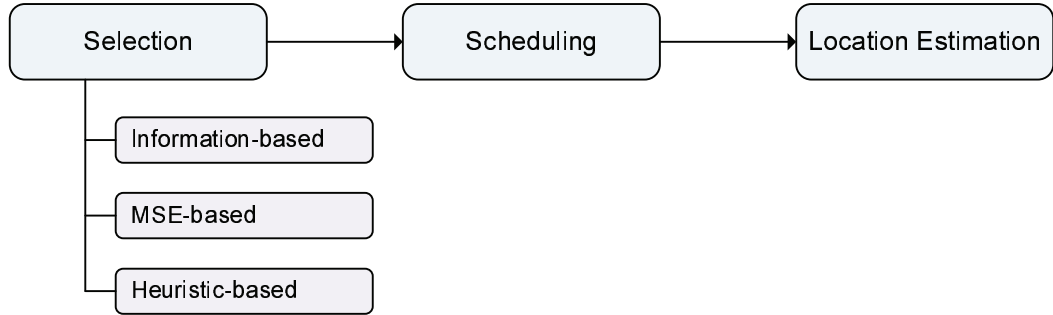 Selection
Scheduling
Location Estimation
Information-based
MSE-based
Heuristic-based